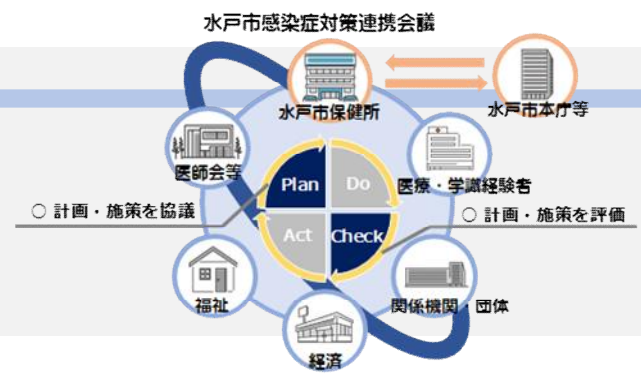 水戸市感染症対策連携会議
水戸市保健所
水戸市本庁等
医師会等
医療・学識経験者
Plan
Do
○ 計画・施策を協議
○ 計画・施策を評価
Act
Check
福祉
関係機関・団体
経済